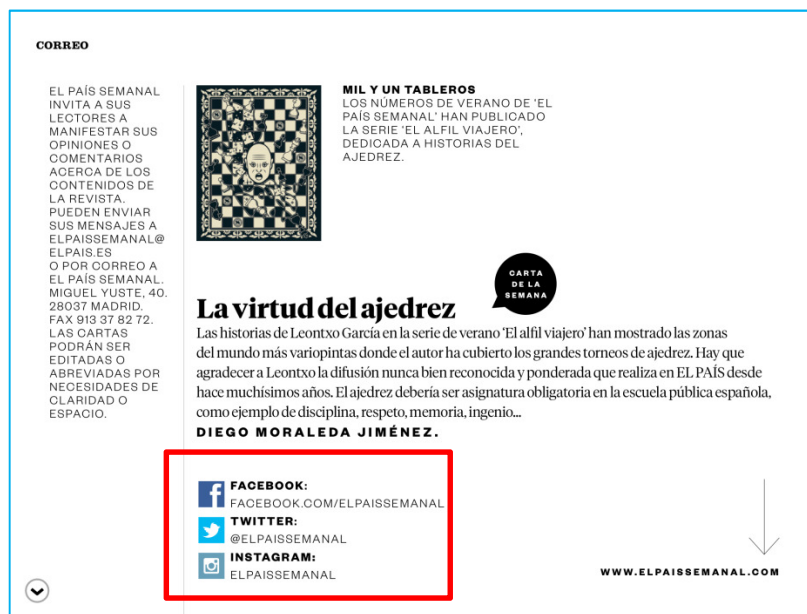 CORREO
EL PAÍS SEMANAL
INVITA A SUS
LECTORES A
MANIFESTAR SUS
OPINIONES O
COMENTARIOS
ACERCA DE LOS
CONTENIDOS DE
LA REVISTA.
PUEDEN ENVIAR
SUS MENSAJES A
ELPAISSEMANAL@
ELPAIS.ES
O POR CORREO A
EL PAÍS SEMANAL.
MIGUEL YUSTE, 40.
28037 MADRID.
FAX 913 37 82 72.
LAS CARTAS
PODRÁN SER
EDITADAS O
ABREVIADAS POR
NECESIDADES DE
CLARIDAD O
ESPACIO.
MIL Y UN TABLEROS
LOS NÚMEROS DE VERANO DE 'EL
PAÍS SEMANAL' HAN PUBLICADO
LA SERIE 'EL ALFIL VIAJERO',
DEDICADA A HISTORIAS DEL
AJEDREZ.
CARTA
DE LA
SEMANA
La virtud del ajedrez
Las historias de Leontxo García en la serie de verano 'El alfil viajero' han mostrado las zonas
del mundo más variopintas donde el autor ha cubierto los grandes torneos de ajedrez. Hay que
agradecer a Leontxo la difusión nunca bien reconocida y ponderada que realiza en EL PAÍS desde
hace muchísimos años. El ajedrez debería ser asignatura obligatoria en la escuela pública española,
como ejemplo de disciplina, respeto, memoria, ingenio...
DIEGO MORALEDA JIMÉNEZ.
FACEBOOK:
FACEBOOK.COM/ELPAISSEMANAL
TWITTER:
@ELPAISSEMANAL
INSTAGRAM:
ELPAISSEMANAL
WWW.ELPAISSEMANAL.COM